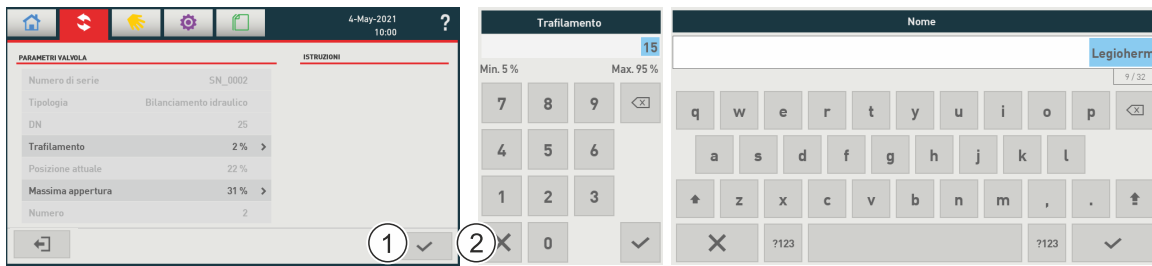 4-May-2021
10:00
?
PARAMETRI VALVOLA
ISTRUZIONI
Numero di serie SN_0002
Tipologia Bilanciamento idraulico
DN 25
Trafilamento 2 % >
Posizione attuale 22 %
Massima appertura 31 % >
Numero 2
1
2
Trafilamento
15
Min. 5 % Max. 95 %
7 8 9
4 5 6
1 2 3
0
Nome
Legioherm
9 / 32
q w e r t y u i o p
a s d f g h j k l
z x c v b n m , .
?123 ?123